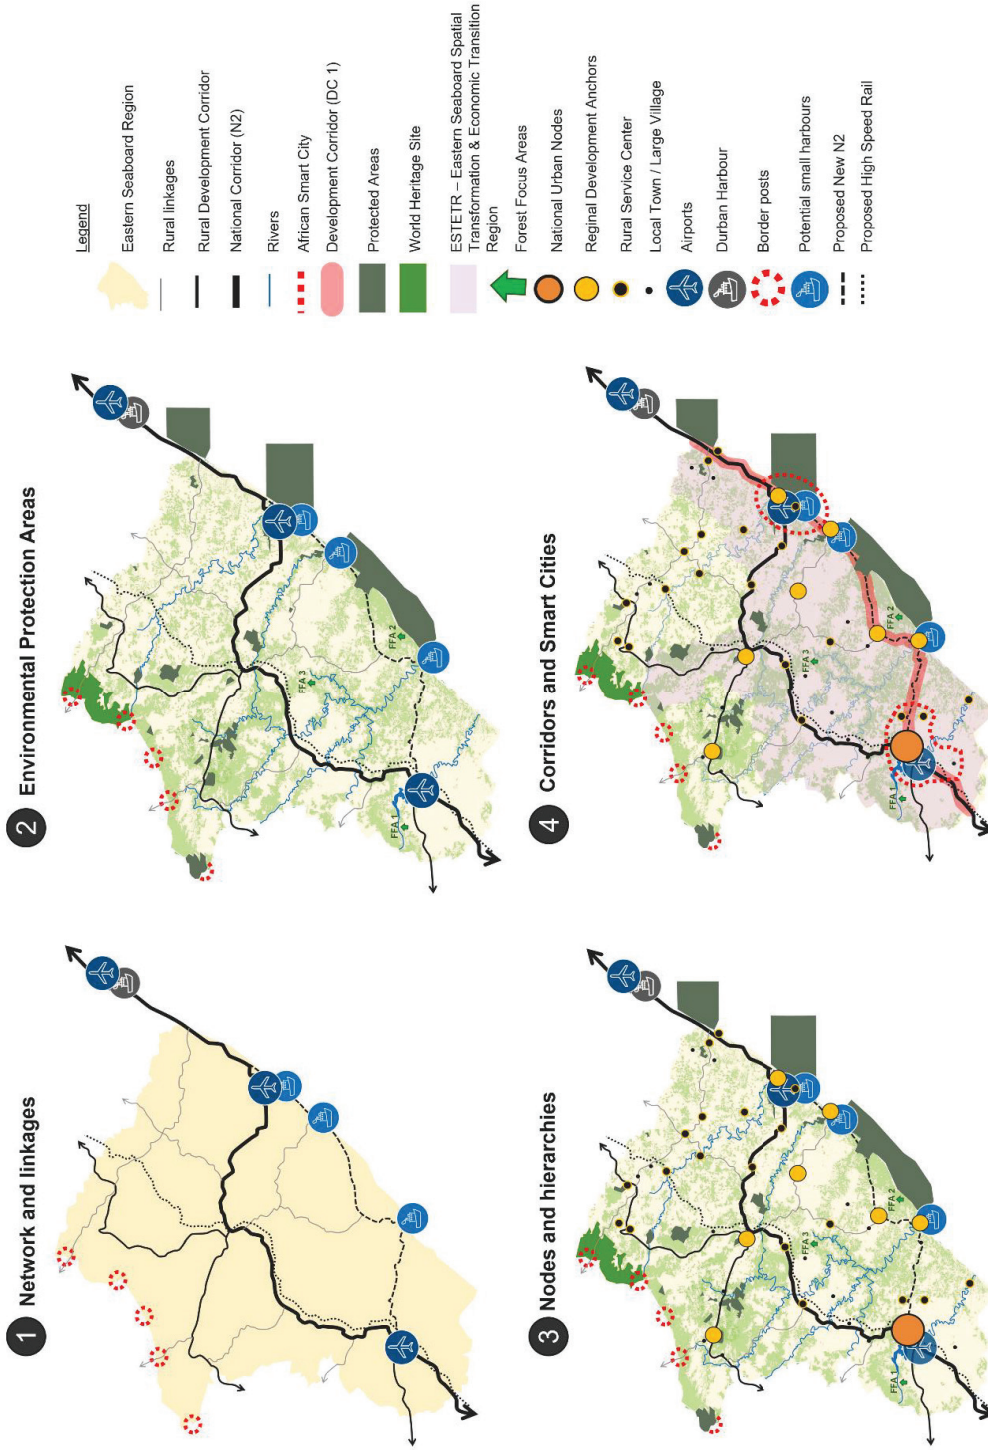 1 Network and linkages
2 Environmental Protection Areas
FFA 1
FFA 2
FFA 3
3 Nodes and hierarchies
FFA 1
FFA 2
FFA 3
4 Corridors and Smart Cities
FFA 1
FFA 2
FFA 3
Legend
Eastern Seaboard Region
Rural linkages
Rural Development Corridor
National Corridor (N2)
Rivers
African Smart City
Development Corridor (DC 1)
Protected Areas
World Heritage Site
ESTETR – Eastern Seaboard Spatial
Transformation & Economic Transition
Region
Forest Focus Areas
National Urban Nodes
Reginal Development Anchors
Rural Service Center
Local Town / Large Village
Airports
Durban Harbour
Border posts
Potential small harbours
Proposed New N2
Proposed High Speed Rail